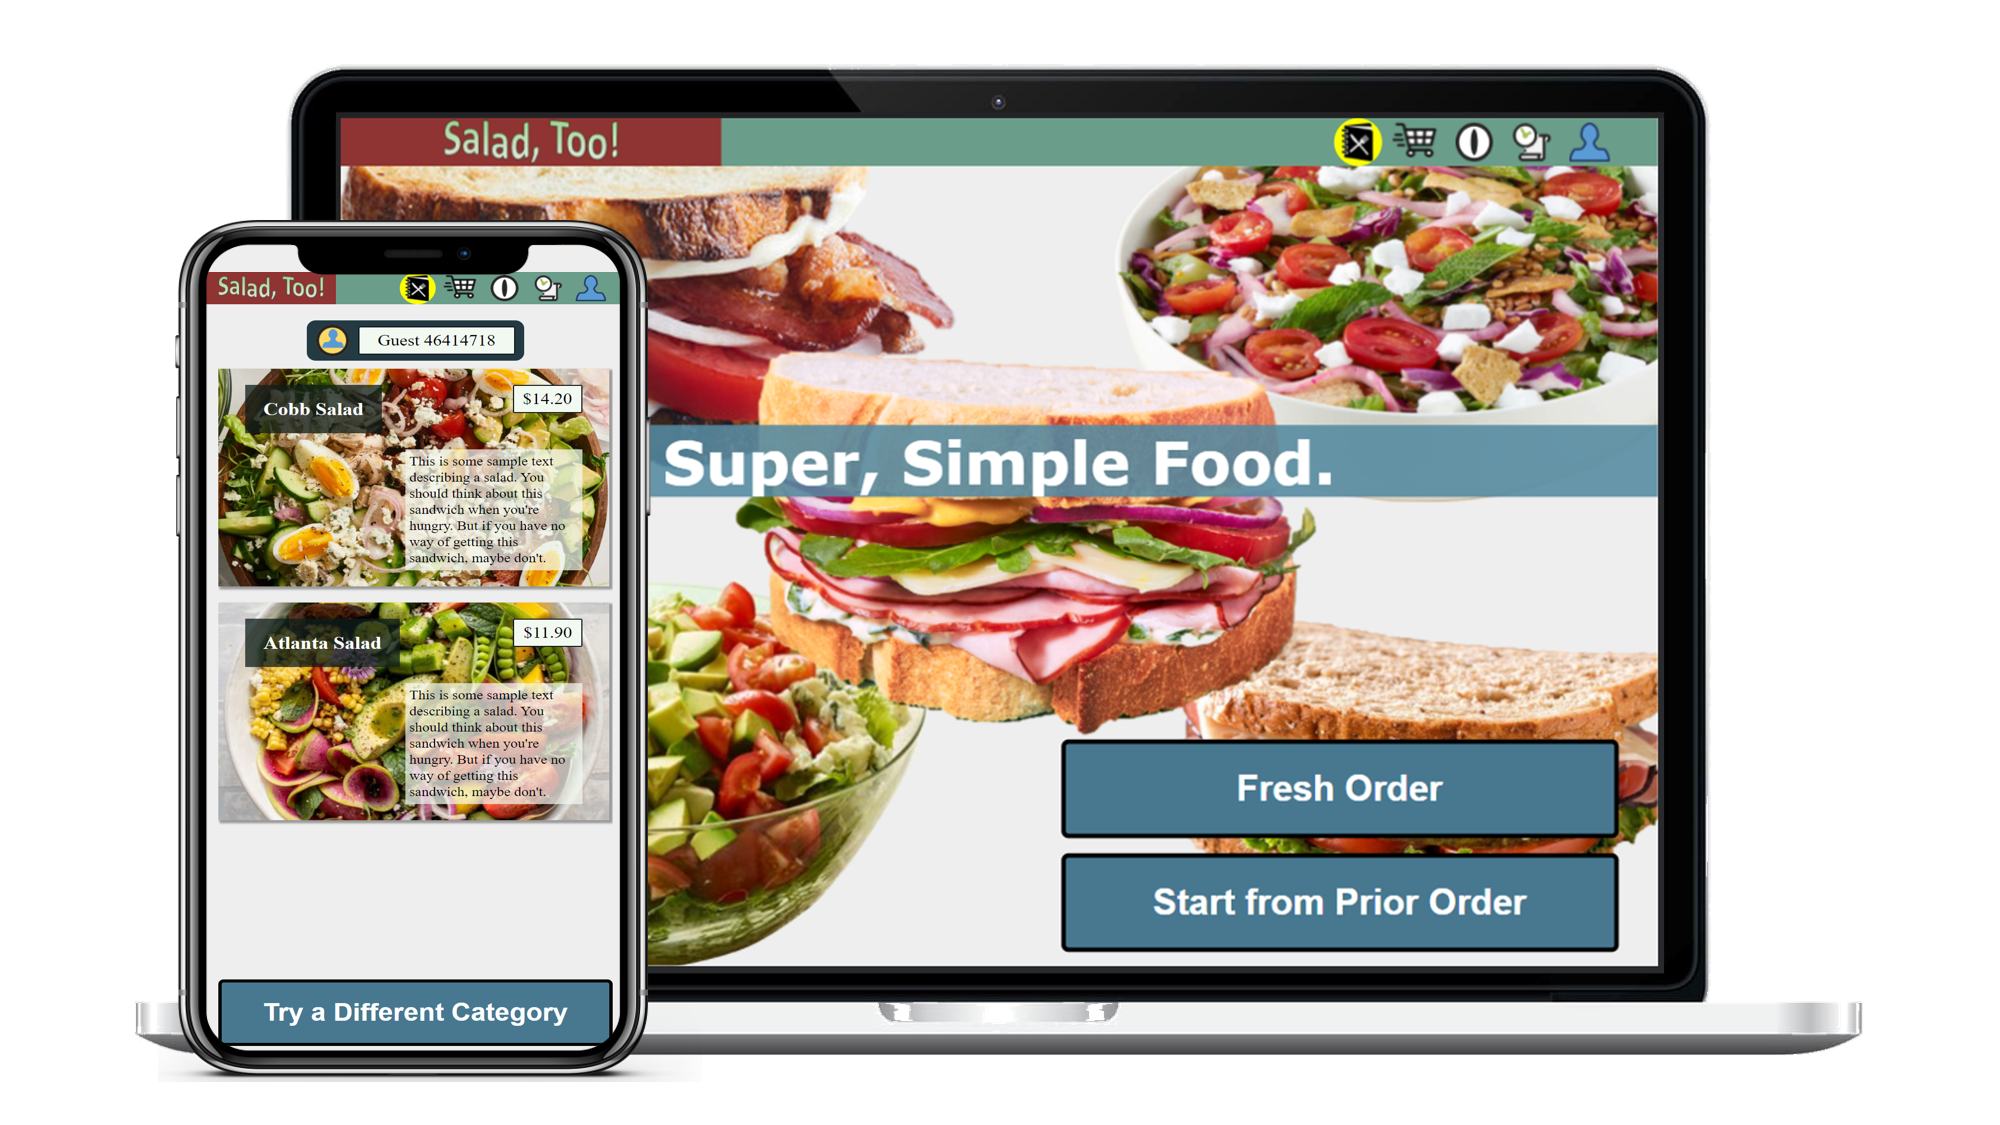 Salad, Too!
Super, Simple Food.
Fresh Order
Start from Prior Order
Salad, Too!
Guest 46414718
Cobb Salad
$14.20
This is some sample text
describing a salad. You
should think about this
sandwich when you're
hungry. But if you have no
way of getting this
sandwich, maybe don't.
Atlanta Salad
$11.90
This is some sample text
describing a salad. You
should think about this
sandwich when you're
hungry. But if you have no
way of getting this
sandwich, maybe don't.
Try a Different Category